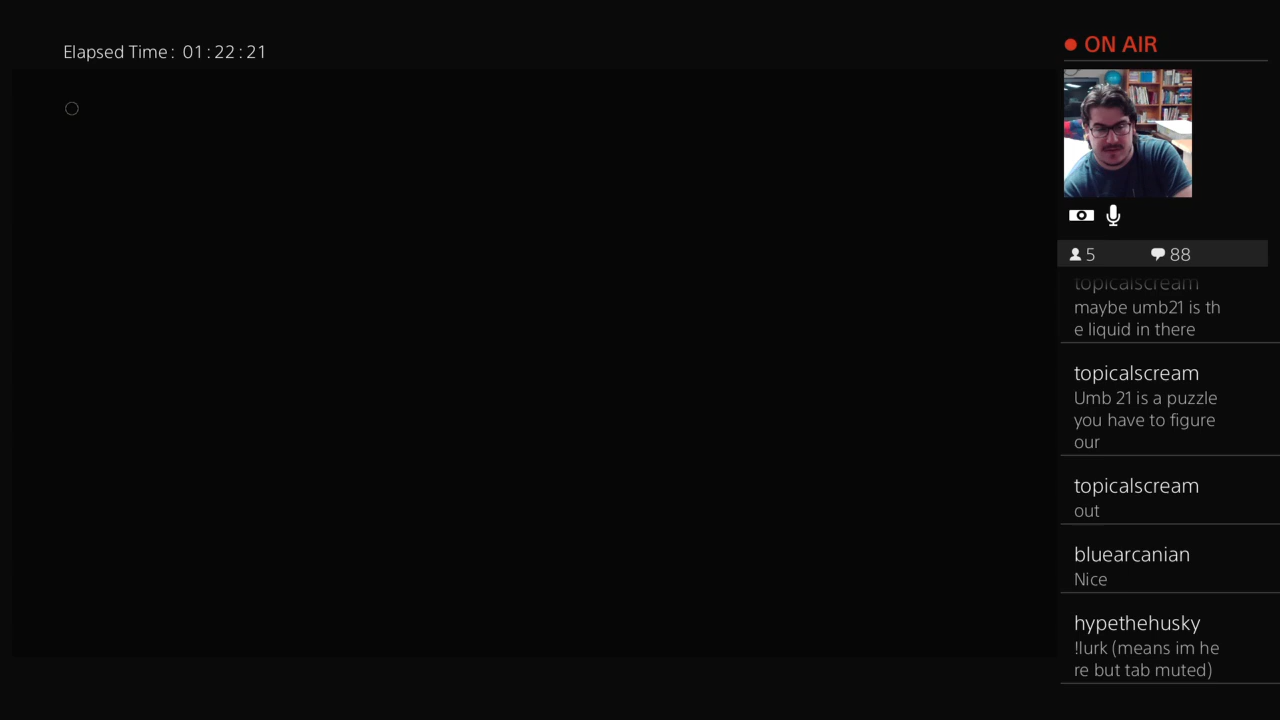 Elapsed Time: 01:22:21
ON AIR
5 88
topicalscream
maybe umb21 is th
e liquid in there
topicalscream
Umb 21 is a puzzle
you have to figure
our
topicalscream
out
bluearcanian
Nice
hypethehusky
!lurk (means im he
re but tab muted)